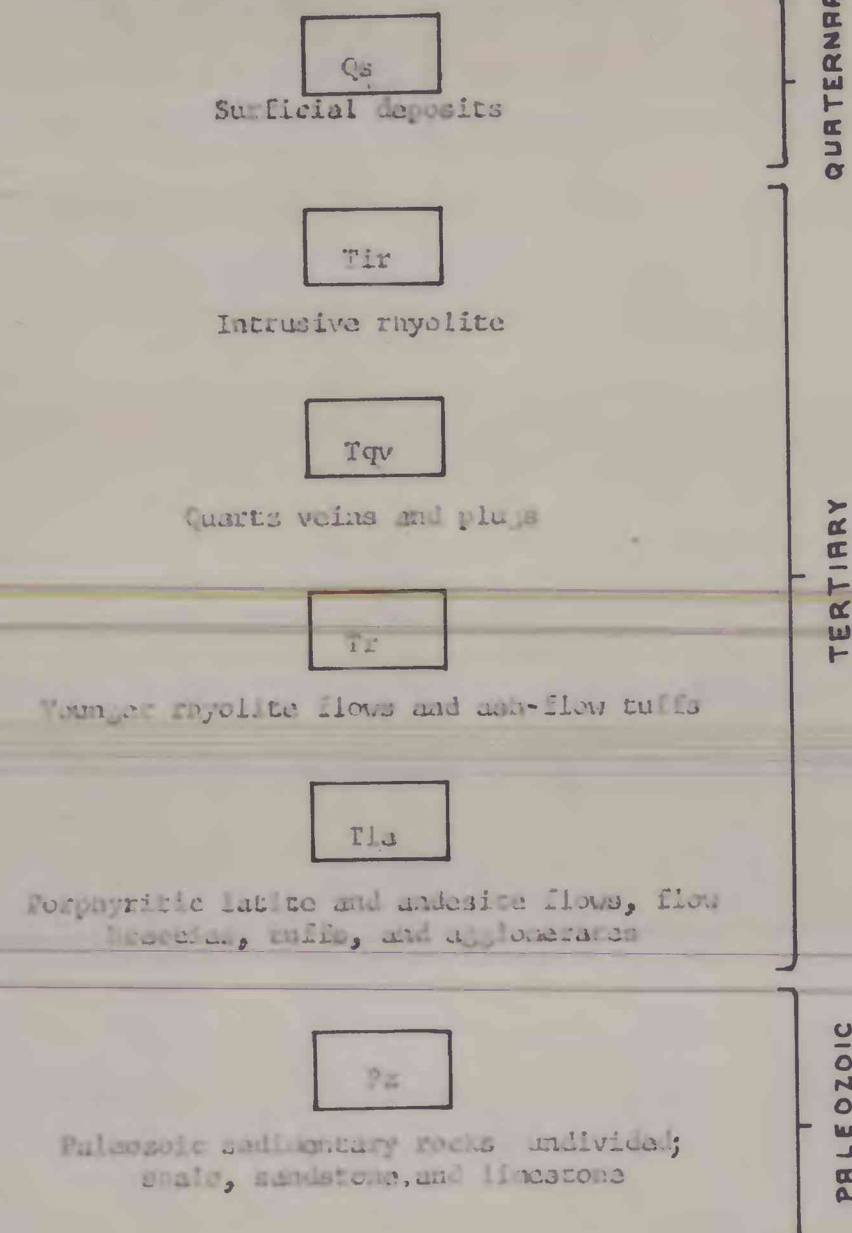 Qs
Surficial deposits
QUATERNAR
Tir
Intrusive rhyolite
Tqv
Quartz veins and plugs
Tr
Younger rhyolite flows and ash-flow tuffs
TERTIARY
Tla
Porphyritic latite and andesite flows, flow
breccias, tuffs, and agglomerates
Pz
Paleozoic sedimentary rocks undivided;
shale, sandstone, and limestone
PALEOZOIC